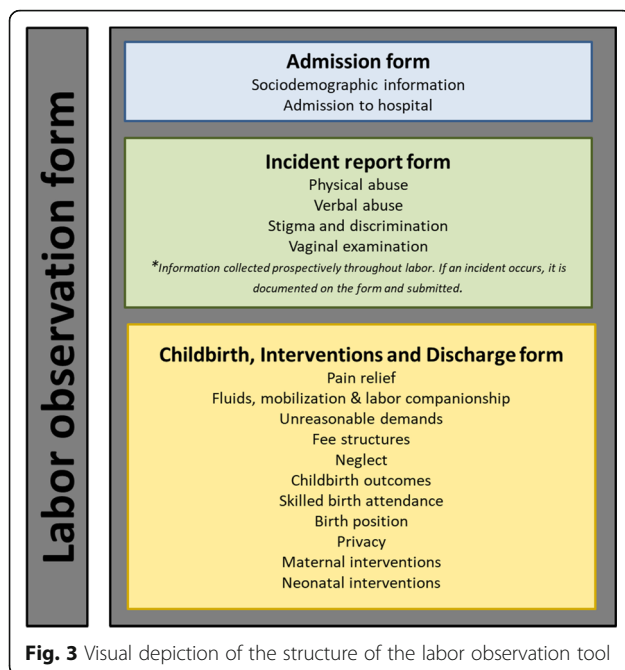 Labor observation form
Admission form
Sociodemographic information
Admission to hospital
Incident report form
Physical abuse
Verbal abuse
Stigma and discrimination
Vaginal examination
*Information collected prospectively throughout labor. If an incident occurs, it is
documented on the form and submitted.
Childbirth, Interventions and Discharge form
Pain relief
Fluids, mobilization & labor companionship
Unreasonable demands
Fee structures
Neglect
Childbirth outcomes
Skilled birth attendance
Birth position
Privacy
Maternal interventions
Neonatal interventions
Fig. 3 Visual depiction of the structure of the labor observation tool